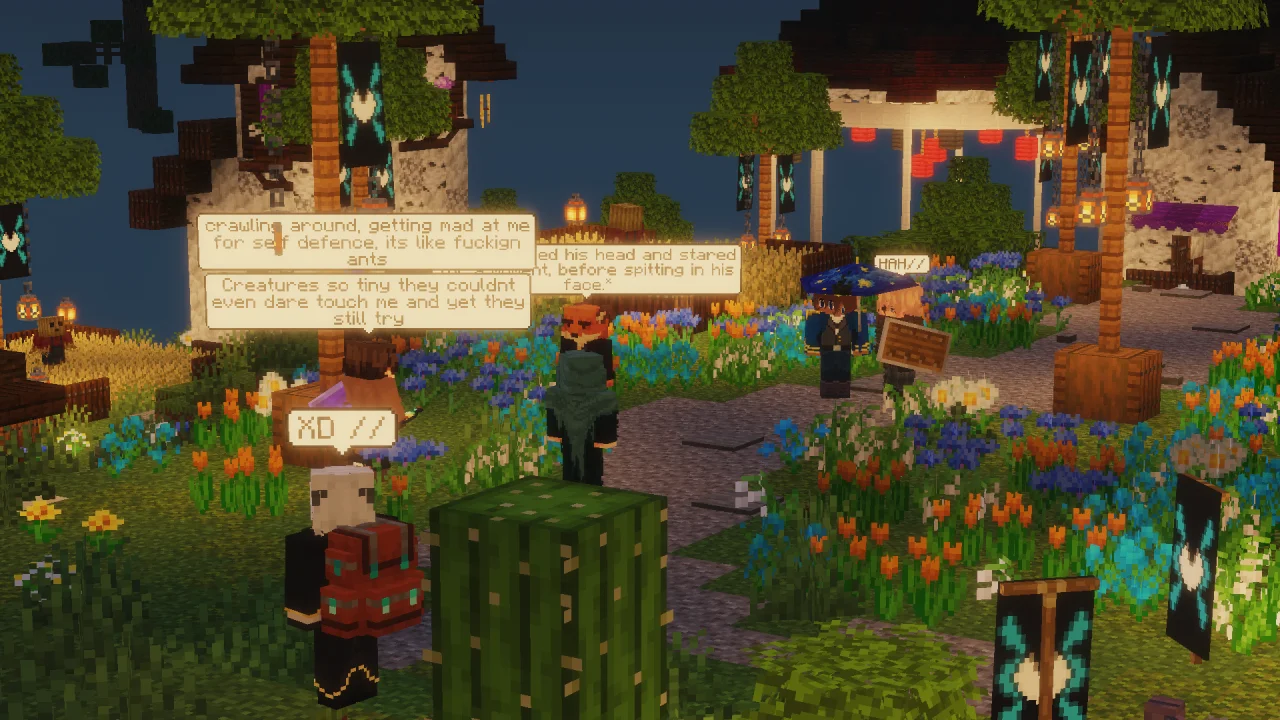 crawling around, getting mad at me
for self defence, its like fuckign
ants
Creatures so tiny they couldnt
even dare touch me and yet they
still try
ed his head and stared
nt, before spitting in his
face.*
HAH//
XD //